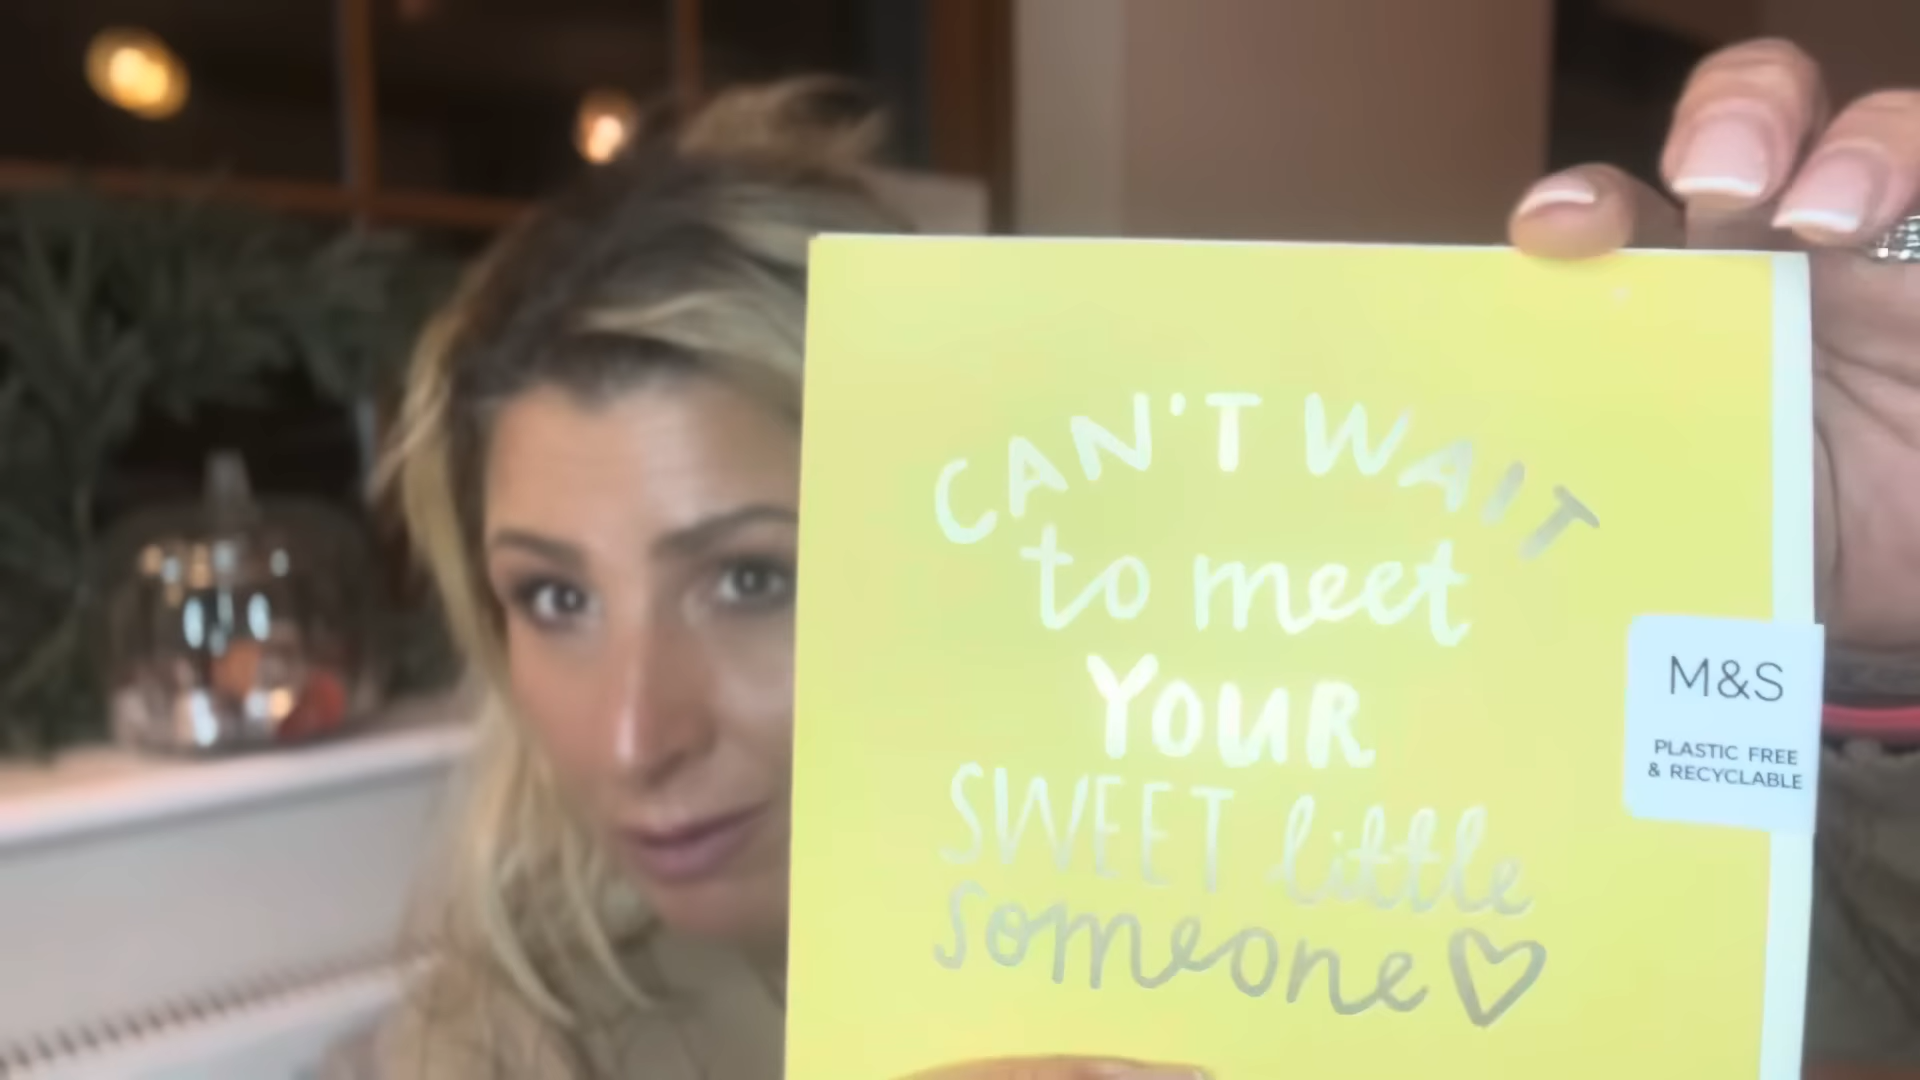 CAN'T WAIT
to meet
YOUR
SWEET little
someone
M&S
PLASTIC FREE
& RECYCLABLE